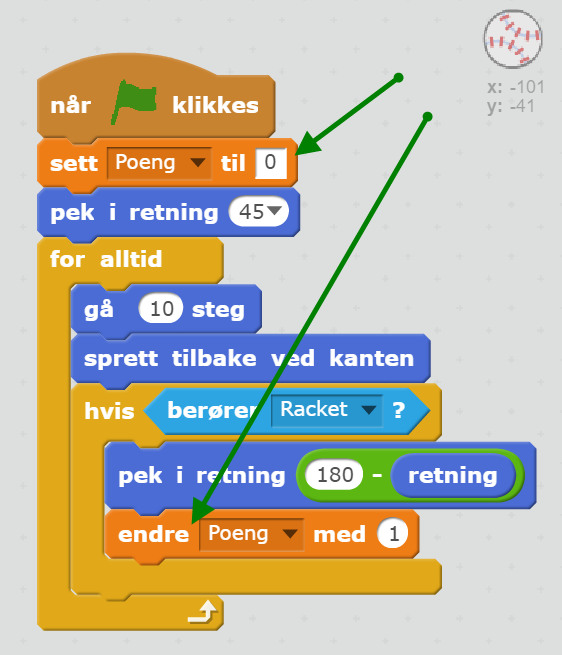 x: -101
y: -41
når klikkes
sett Poeng til 0
pek i retning 45
for alltid
gå 10 steg
sprett tilbake ved kanten
hvis berører Racket ?
pek i retning 180 - retning
endre Poeng med 1